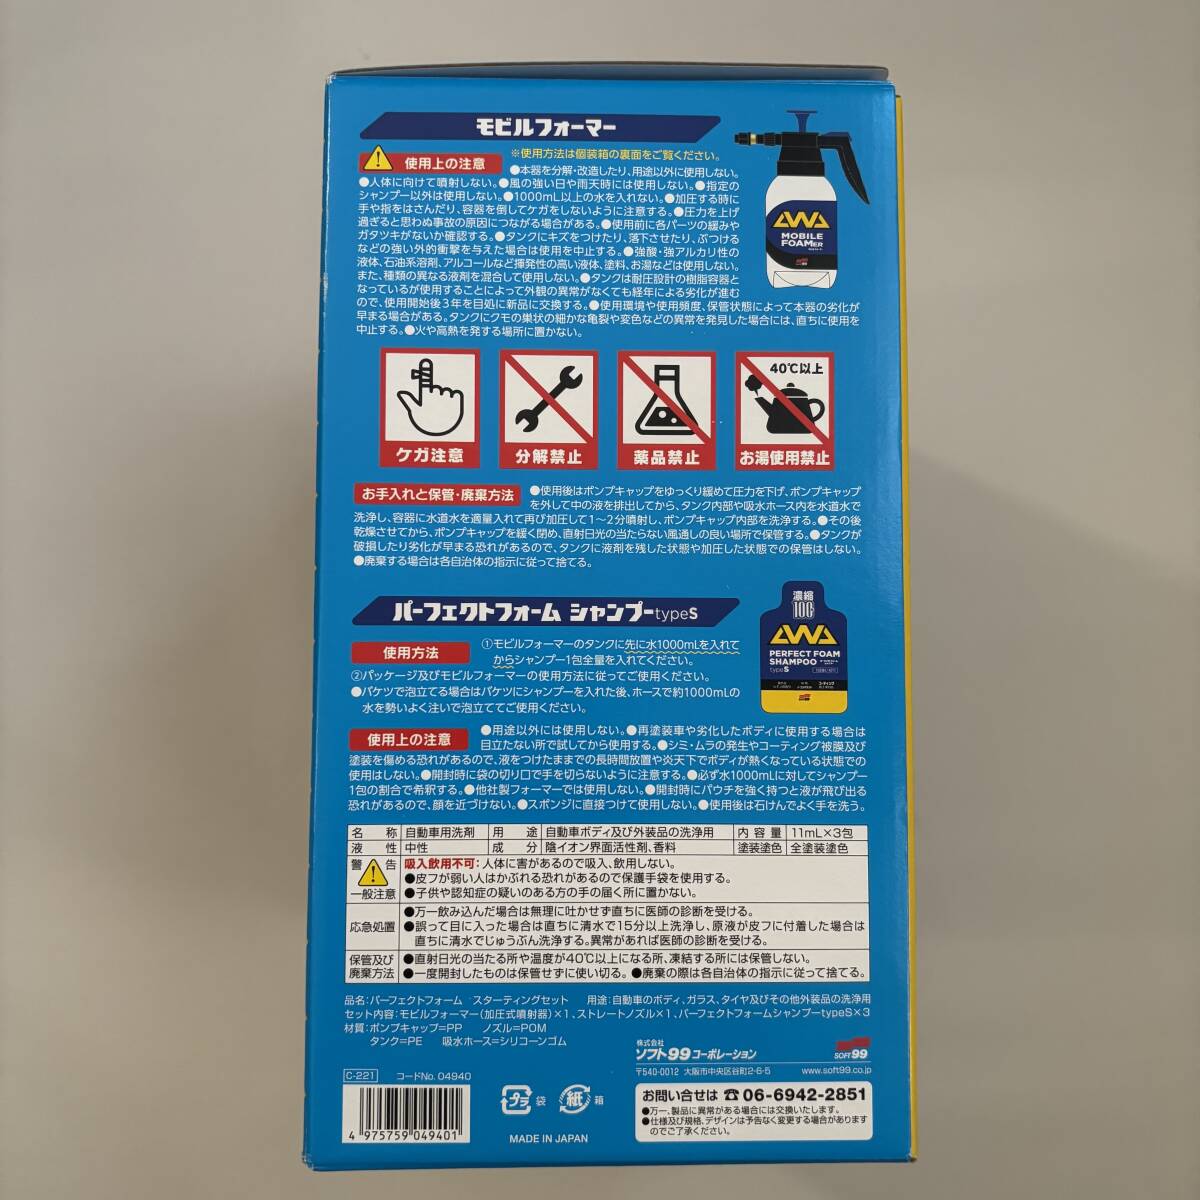 モビルフォーマー
※使用方法は個装箱の裏面をご覧ください。
使用上の注意
●本器を分解・改造したり、用途以外に使用しない。
●人体に向けて噴射しない。●風の強い日や雨天時には使用しない。●指定の
シャンプー以外は使用しない。●1000mL以上の水を入れない。●加圧する時に
手や指をはさんだり、容器を倒してケガをしないように注意する。●圧力を上げ
過ぎると思わぬ事故の原因につながる場合がある。●使用前に各パーツの緩みや
ガタツキがないか確認する。●タンクにキズをつけたり、落下させたり、ぶつける
などの強い外的衝撃を与えた場合は使用を中止する。●強酸・強アルカリ性の
液体、石油系溶剤、アルコールなど揮発性の高い液体、塗料、お湯などは使用しない。
また、種類の異なる液剤を混合して使用しない。●タンクは耐圧設計の樹脂容器と
なっているが使用することによって外観の異常がなくても経年による劣化が進む
ので、使用開始後3年を目処に新品に交換する。●使用環境や使用頻度、保管状態によって本器の劣化が
早まる場合がある。タンクにクモの巣状の細かな亀裂や変色などの異常を発見した場合には、直ちに使用を
中止する。●火や高熱を発する場所に置かない。
AWA
MOBILE
FOAMER
SOFT99
40℃以上
ケガ注意
分解禁止
薬品禁止
お湯使用禁止
お手入れと保管・廃棄方法
●使用後はポンプキャップをゆっくり緩めて圧力を下げ、ポンプキャップ
を外して中の液を排出してから、タンク内部や吸水ホース内を水道水で
洗浄し、容器に水道水を適量入れて再び加圧して1～2分噴射し、ポンプキャップ内部を洗浄する。●その後
乾燥させてから、ポンプキャップを緩く閉め、直射日光の当たらない風通しの良い場所で保管する。●タンクが
破損したり劣化が早まる恐れがあるので、タンクに液剤を残した状態や加圧した状態での保管はしない。
●廃棄する場合は各自治体の指示に従って捨てる。
パーフェクトフォーム シャンプーtypeS
使用方法
①モビルフォーマーのタンクに先に水1000mLを入れて
からシャンプー1包全量を入れてください。
②パッケージ及びモビルフォーマーの使用方法に従ってご使用ください。
●バケツで泡立てる場合はバケツにシャンプーを入れた後、ホースで約1000mLの
水を勢いよく注いで泡立ててご使用ください。
濃縮
100
AWA
PERFECT FOAM
SHAMPOO
typeS
使用上の注意
●用途以外には使用しない。●再塗装車や劣化したボディに使用する場合は
目立たない所で試してから使用する。●シミ・ムラの発生やコーティング被膜及び
塗装を傷める恐れがあるので、液をつけたままでの長時間放置や炎天下でボディが熱くなっている状態での
使用はしない。●開封時に袋の切り口で手を切らないように注意する。●必ず水1000mLに対してシャンプー
1包の割合で希釈する。●他社製フォーマーでは使用しない。●開封時にパウチを強く持つと液が飛び出る
恐れがあるので、顔を近づけない。●スポンジに直接つけて使用しない。●使用後は石けんでよく手を洗う。
名称 自動車用洗剤 用途 自動車ボディ及び外装品の洗浄用 内容量 11mL×3包
液性 中性 成分 陰イオン界面活性剤、香料 塗装塗色 全塗装塗色
警告
一般注意
吸入飲用不可:人体に害があるので吸入、飲用しない。
●皮フが弱い人はかぶれる恐れがあるので保護手袋を使用する。
●子供や認知症の疑いのある方の手の届く所に置かない。
応急処置
●万一飲み込んだ場合は無理に吐かせず直ちに医師の診断を受ける。
●誤って目に入った場合は直ちに清水で15分以上洗浄し、原液が皮フに付着した場合は
直ちに清水でじゅうぶん洗浄する。異常があれば医師の診断を受ける。
保管及び
廃棄方法
●直射日光の当たる所や温度が40℃以上になる所、凍結する所には保管しない。
●一度開封したものは保管せずに使い切る。●廃棄の際は各自治体の指示に従って捨てる。
品名:パーフェクトフォーム スターティングセット 用途:自動車のボディ、ガラス、タイヤ及びその他外装品の洗浄用
セット内容:モビルフォーマー(加圧式噴射器)×1、ストレートノズル×1、パーフェクトフォームシャンプーtypeS×3
材質:ポンプキャップ=PP ノズル=POM
タンク=PE 吸水ホース=シリコーンゴム
株式会社
ソフト99コーポレーション
SOFT99
〒540-0012 大阪市中央区谷町2-6-5 www.soft99.co.jp
C-221 コードNo. 04940
4 975759 049401
プラ 袋 紙 箱
MADE IN JAPAN
お問い合せは ☎06-6942-2851
●万一、製品に異常がある場合は交換いたします。
●仕様及び規格、デザインは予告なく変更する場合があります
のでご了承ください。